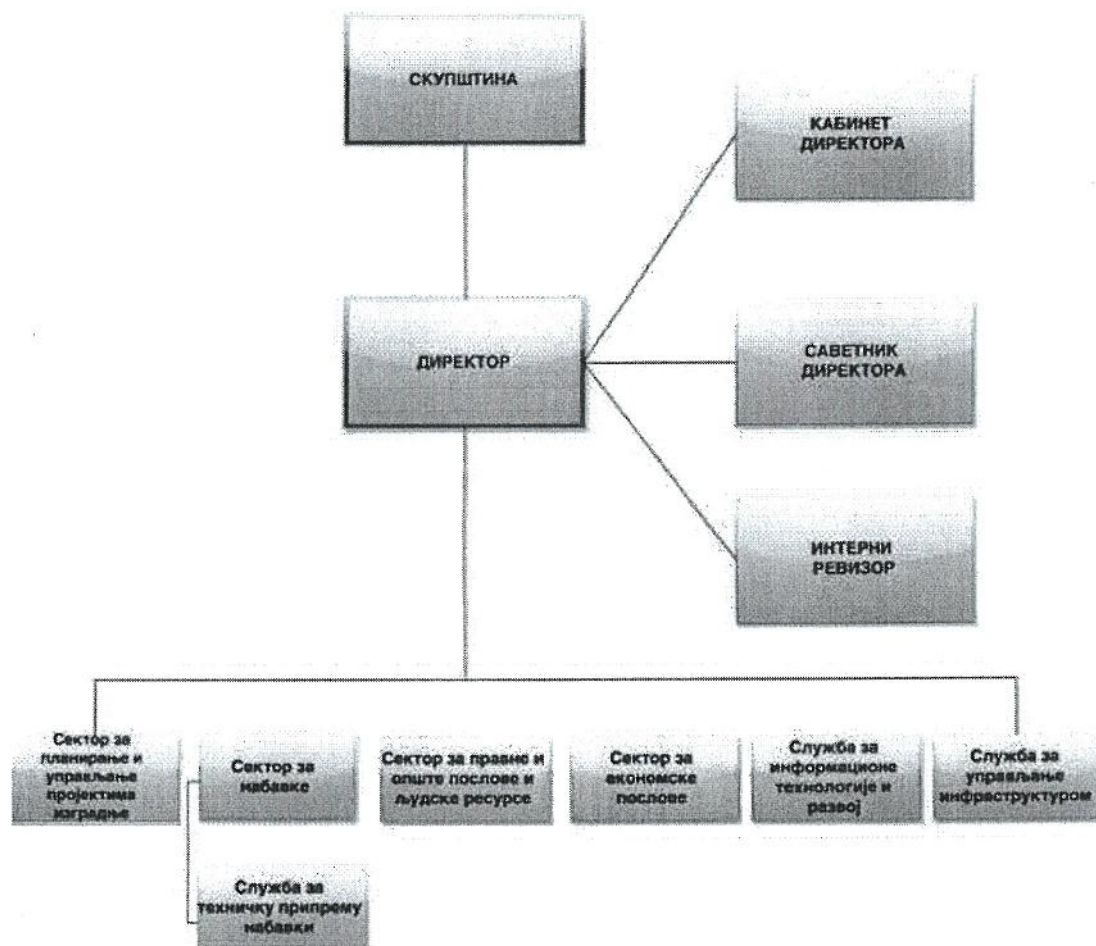 СКУПШТИНА
КАБИНЕТ
ДИРЕКТОРА
ДИРЕКТОР
САВЕТНИК
ДИРЕКТОРА
ИНТЕРНИ
РЕВИЗОР
Сектор за
планирање и
управљање
пројектима
изградње
Сектор за
набавке
Сектор за правне и
опште послове и
људске ресурсе
Сектор за
економске
послове
Служба за
информационе
технологије и
развој
Служба за
управљање
инфраструктуром
Служба за
техничку припрему
набавки